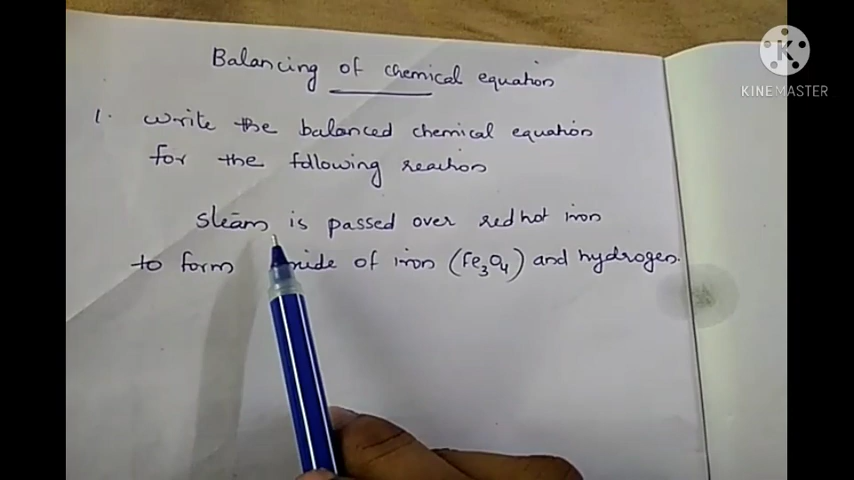 Balancing of chemical equation
K
KINEMASTER
1. write the balanced chemical equation
for the following reaction
steam is passed over red hot iron
to form oxide of iron (Fe3O4) and hydrogen.